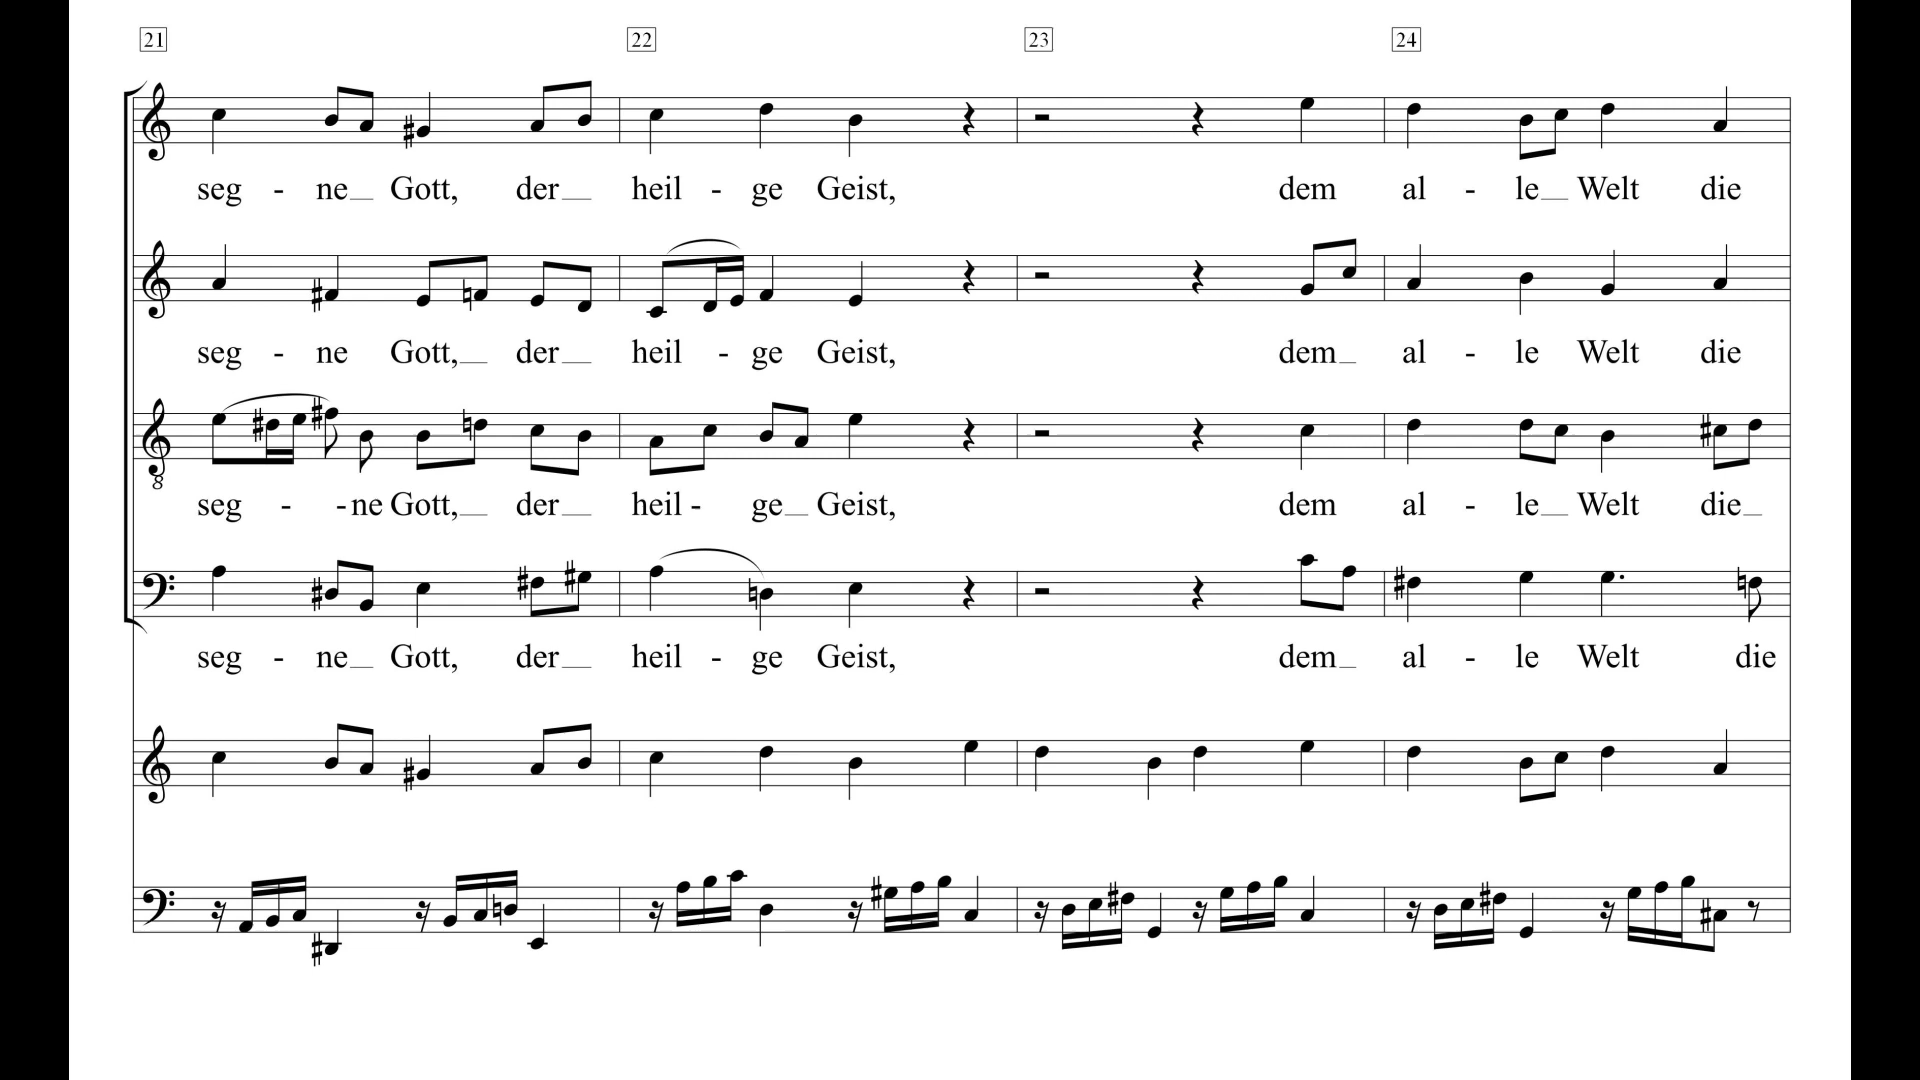 21 22 23 24
seg - ne_ Gott, der_ heil - ge Geist, dem al - le_ Welt die
seg - ne Gott,_ der_ heil - ge Geist, dem_ al - le Welt die
8
seg - - ne Gott,_ der_ heil - ge_ Geist, dem al - le_ Welt die_
seg - ne_ Gott, der_ heil - ge Geist, dem_ al - le Welt die